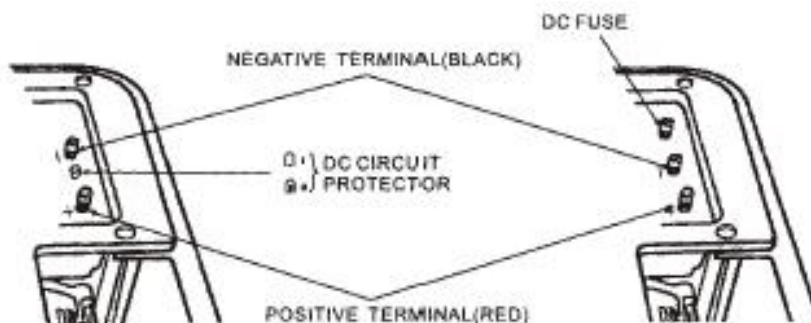 DC FUSE
NEGATIVE TERMINAL(BLACK)
DC CIRCUIT
PROTECTOR
POSITIVE TERMINAL(RED)